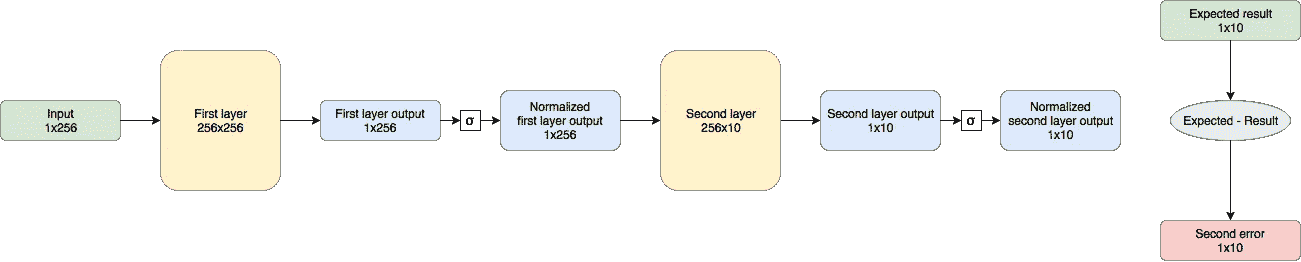 Input
1x256
First layer
256x256
First layer output
1x256
σ
Normalized
first layer output
1x256
Second layer
256x10
Second layer output
1x10
σ
Normalized
second layer output
1x10
Expected result
1x10
Expected - Result
Second error
1x10